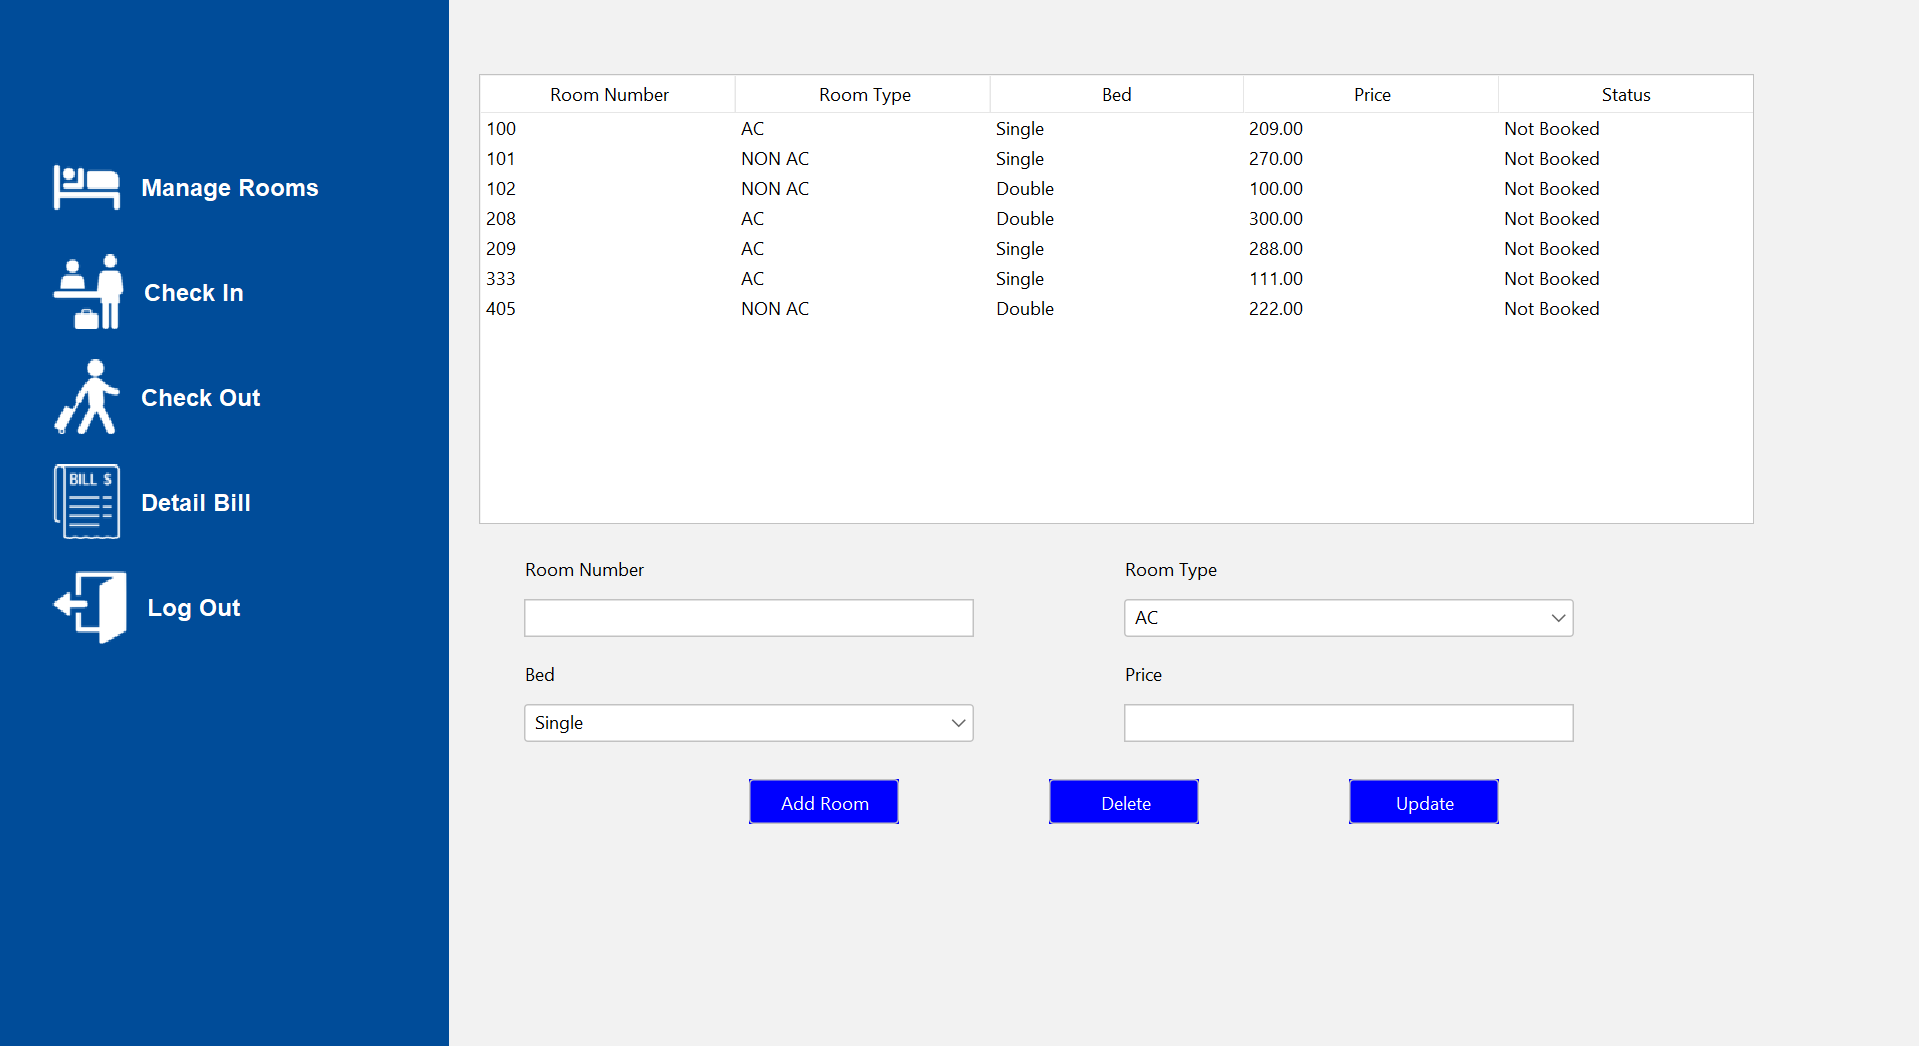 Manage Rooms
Check In
Check Out
BILL $
Detail Bill
Log Out
Room Number Room Type Bed Price Status
100 AC Single 209.00 Not Booked
101 NON AC Single 270.00 Not Booked
102 NON AC Double 100.00 Not Booked
208 AC Double 300.00 Not Booked
209 AC Single 288.00 Not Booked
333 AC Single 111.00 Not Booked
405 NON AC Double 222.00 Not Booked
Room Number Room Type
AC
Bed Price
Single
Add Room Delete Update